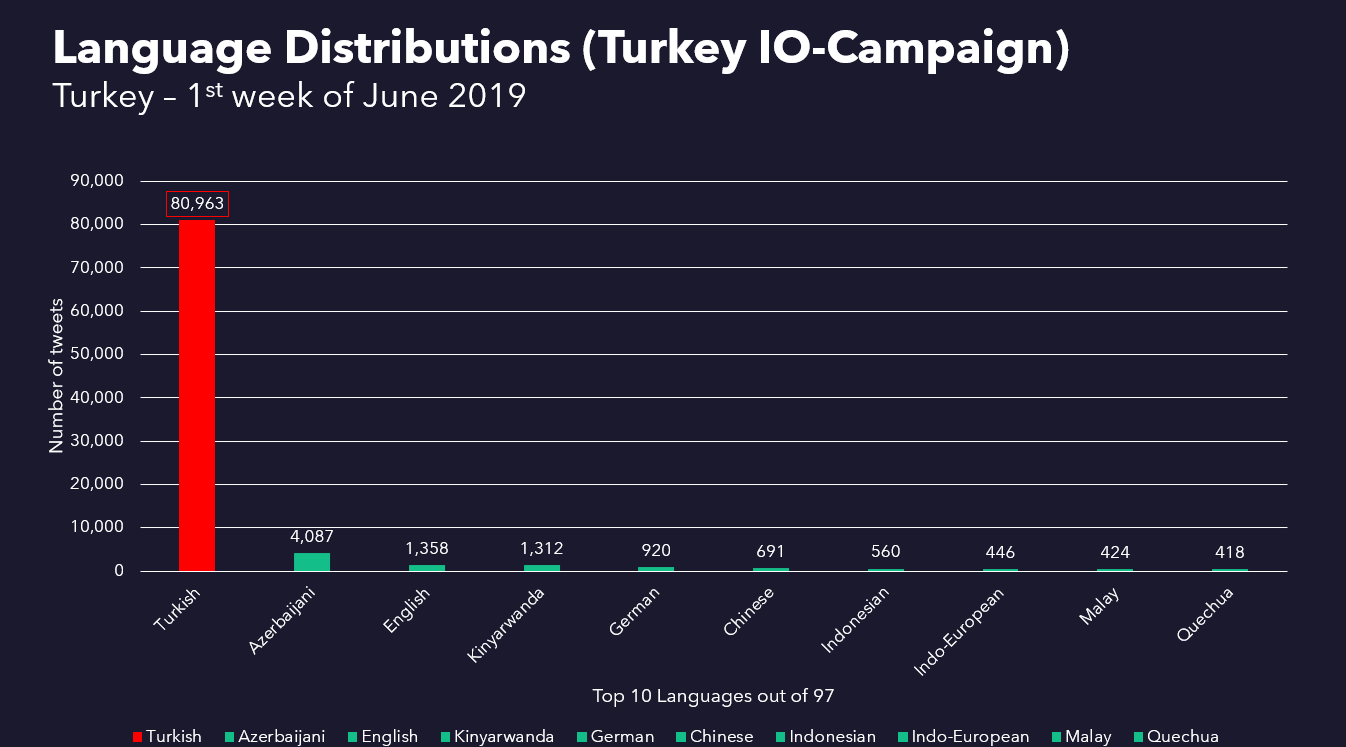 Language Distributions (Turkey IO-Campaign)
Turkey – 1st week of June 2019
90,000
80,000
70,000
60,000
50,000
40,000
30,000
20,000
10,000
0
Number of tweets
80,963
4,087
1,358
1,312
920
691
560
446
424
418
Turkish
Azerbaijani
English
Kinyarwanda
German
Chinese
Indonesian
Indo-European
Malay
Quechua
Top 10 Languages out of 97
Turkish Azerbaijani English Kinyarwanda German Chinese Indonesian Indo-European Malay Quechua